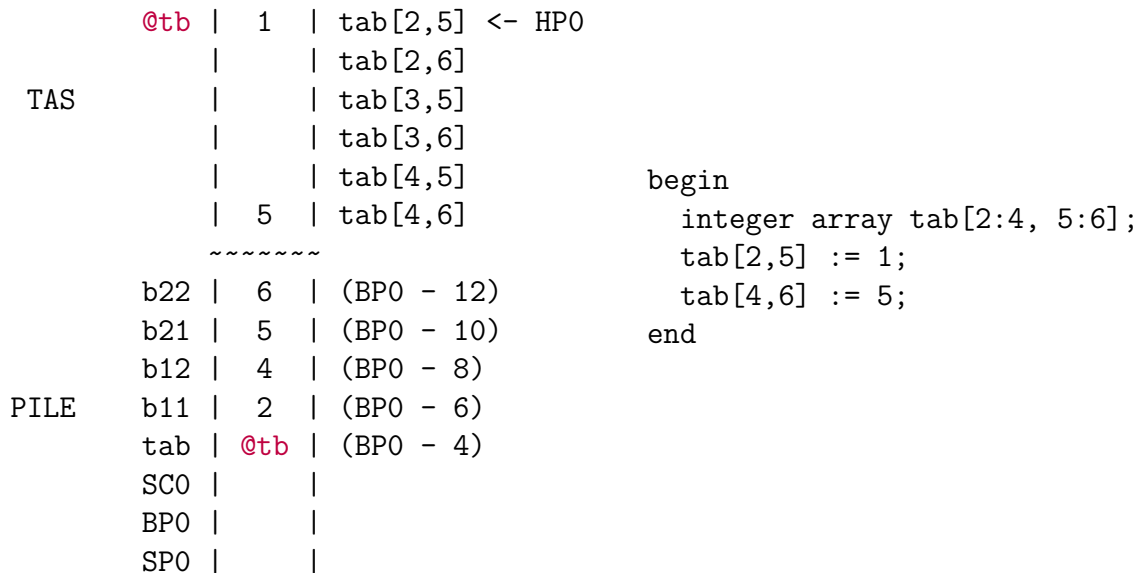 @tb | 1 | tab[2,5] <- HP0
| | tab[2,6]
TAS | | tab[3,5]
| | tab[3,6]
| | tab[4,5]
| 5 | tab[4,6]
~~~~~~~
b22 | 6 | (BP0 - 12)
b21 | 5 | (BP0 - 10)
b12 | 4 | (BP0 - 8)
PILE b11 | 2 | (BP0 - 6)
tab | @tb | (BP0 - 4)
SC0 | |
BP0 | |
SP0 | |
begin
integer array tab[2:4, 5:6];
tab[2,5] := 1;
tab[4,6] := 5;
end